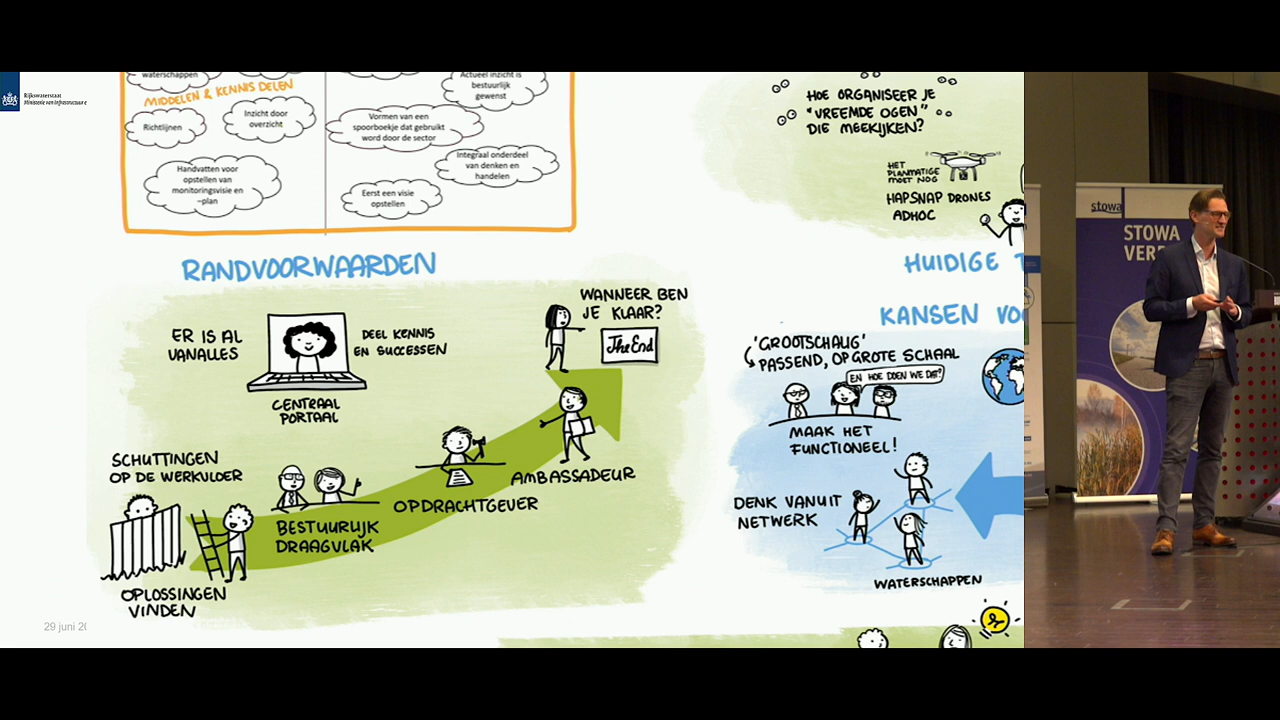 Rijkswaterstaat
waterschappen
MIDDELEN & KENNIS DELEN
Richtlijnen
Inzicht door
overzicht
Handvatten voor
opstellen van
monitoringsvisie en
–plan
Actueel inzicht is
bestuurlijk
gewenst
Vormen van een
spoorboekje dat gebruikt
word door de sector
Integraal onderdeel
van denken en
handelen
Eerst een visie
opstellen
HOE ORGANISEER JE
"VREEMDE OGEN"
DIE MEEKIJKEN?
HET
PLANMATIGE
MOET NOG
HAPSNAP DRONES
ADHOC
RANDVOORWAARDEN
ER IS AL
VANALLES
DEEL KENNIS
EN SUCCESSEN
CENTRAAL
PORTAAL
WANNEER BEN
JE KLAAR?
The End
SCHUTTINGEN
OP DE WERKVLOER
OPLOSSINGEN
VINDEN
BESTUURLIJK
DRAAGVLAK
OPDRACHTGEVER
AMBASSADEUR
29 juni 20
HUIDIGE T
KANSEN VOO
'GROOTSCHALIG'
PASSEND, OP GROTE SCHAAL
EN HOE DOEN WE DAT?
MAAK HET
FUNCTIONEEL!
DENK VANUIT
NETWERK
WATERSCHAPPEN
stowa
STOWA
VER